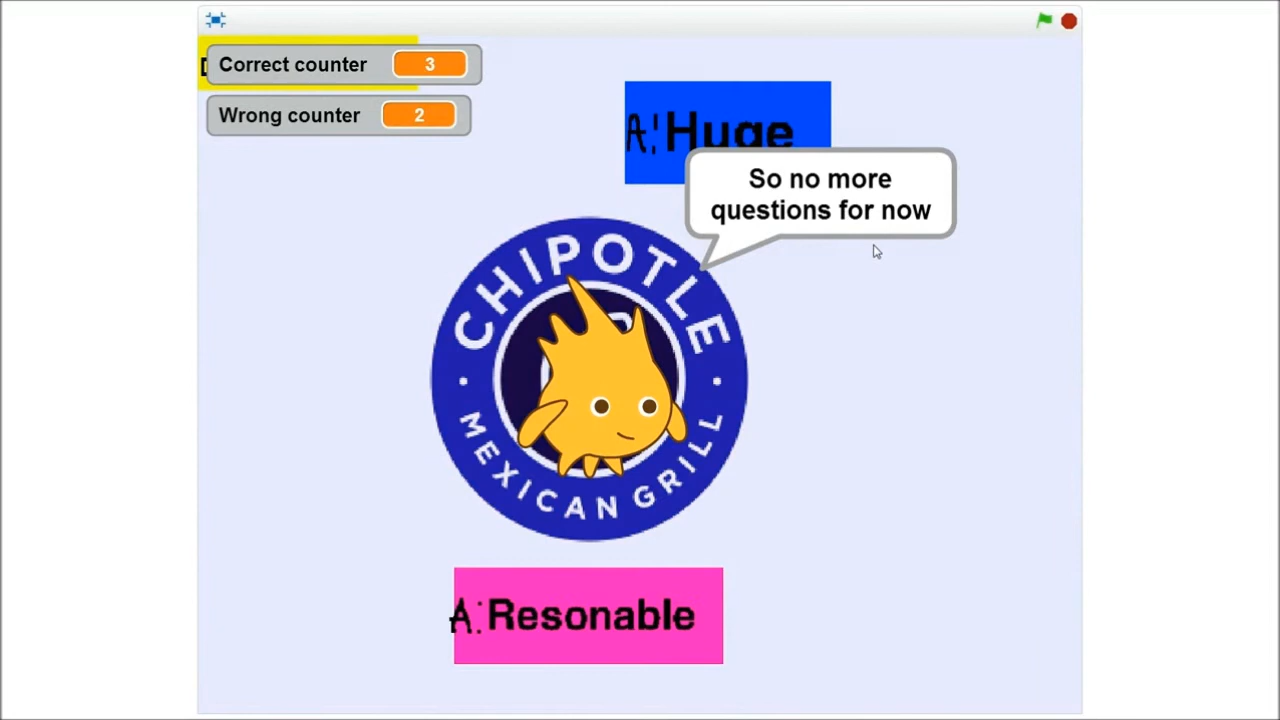 Correct counter 3
Wrong counter 2
A: Huge
So no more
questions for now
CHIPOTLE
MEXICAN GRILL
A: Resonable